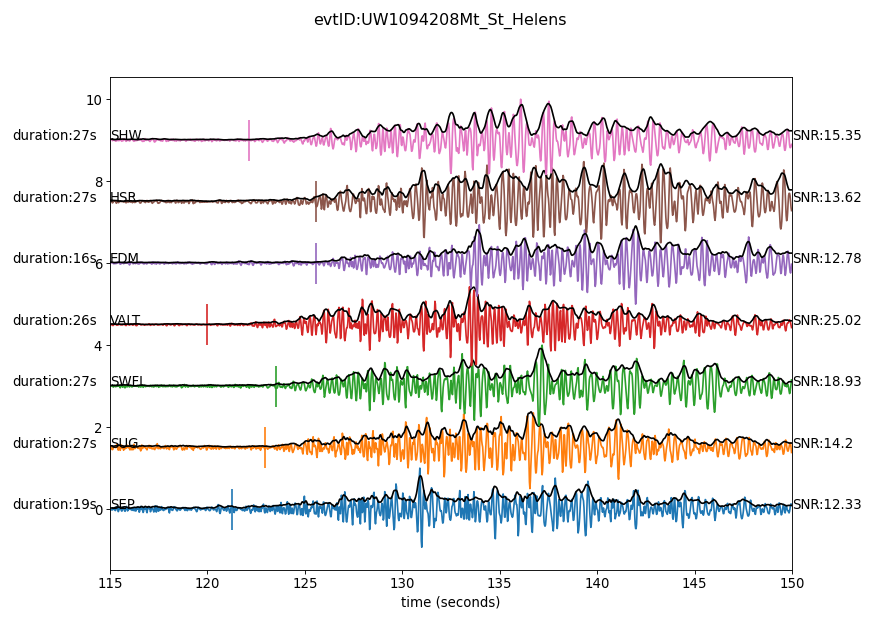 evtID:UW1094208Mt_St_Helens
10
duration:27s SHW SNR:15.35
8
duration:27s HSR SNR:13.62
duration:16s EDM SNR:12.78
6
duration:26s VALT SNR:25.02
4
duration:27s SWFL SNR:18.93
2
duration:27s SUG SNR:14.2
duration:19s SEP SNR:12.33
0
115 120 125 130 135 140 145 150
time (seconds)